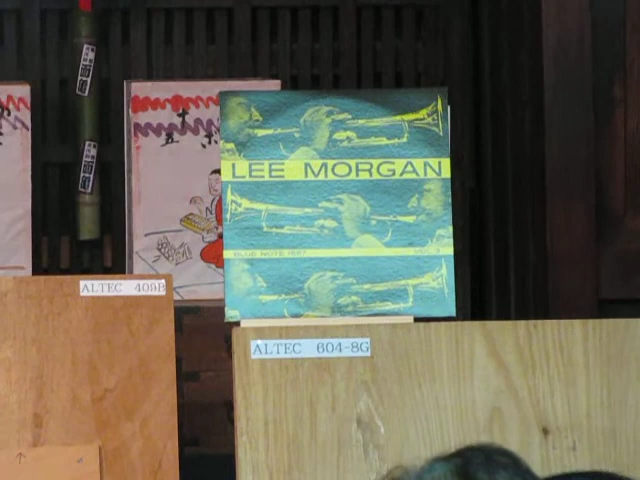 LEE MORGAN
BLUE NOTE 1557
VOL. 3
ALTEC 409B
ALTEC 604-8G